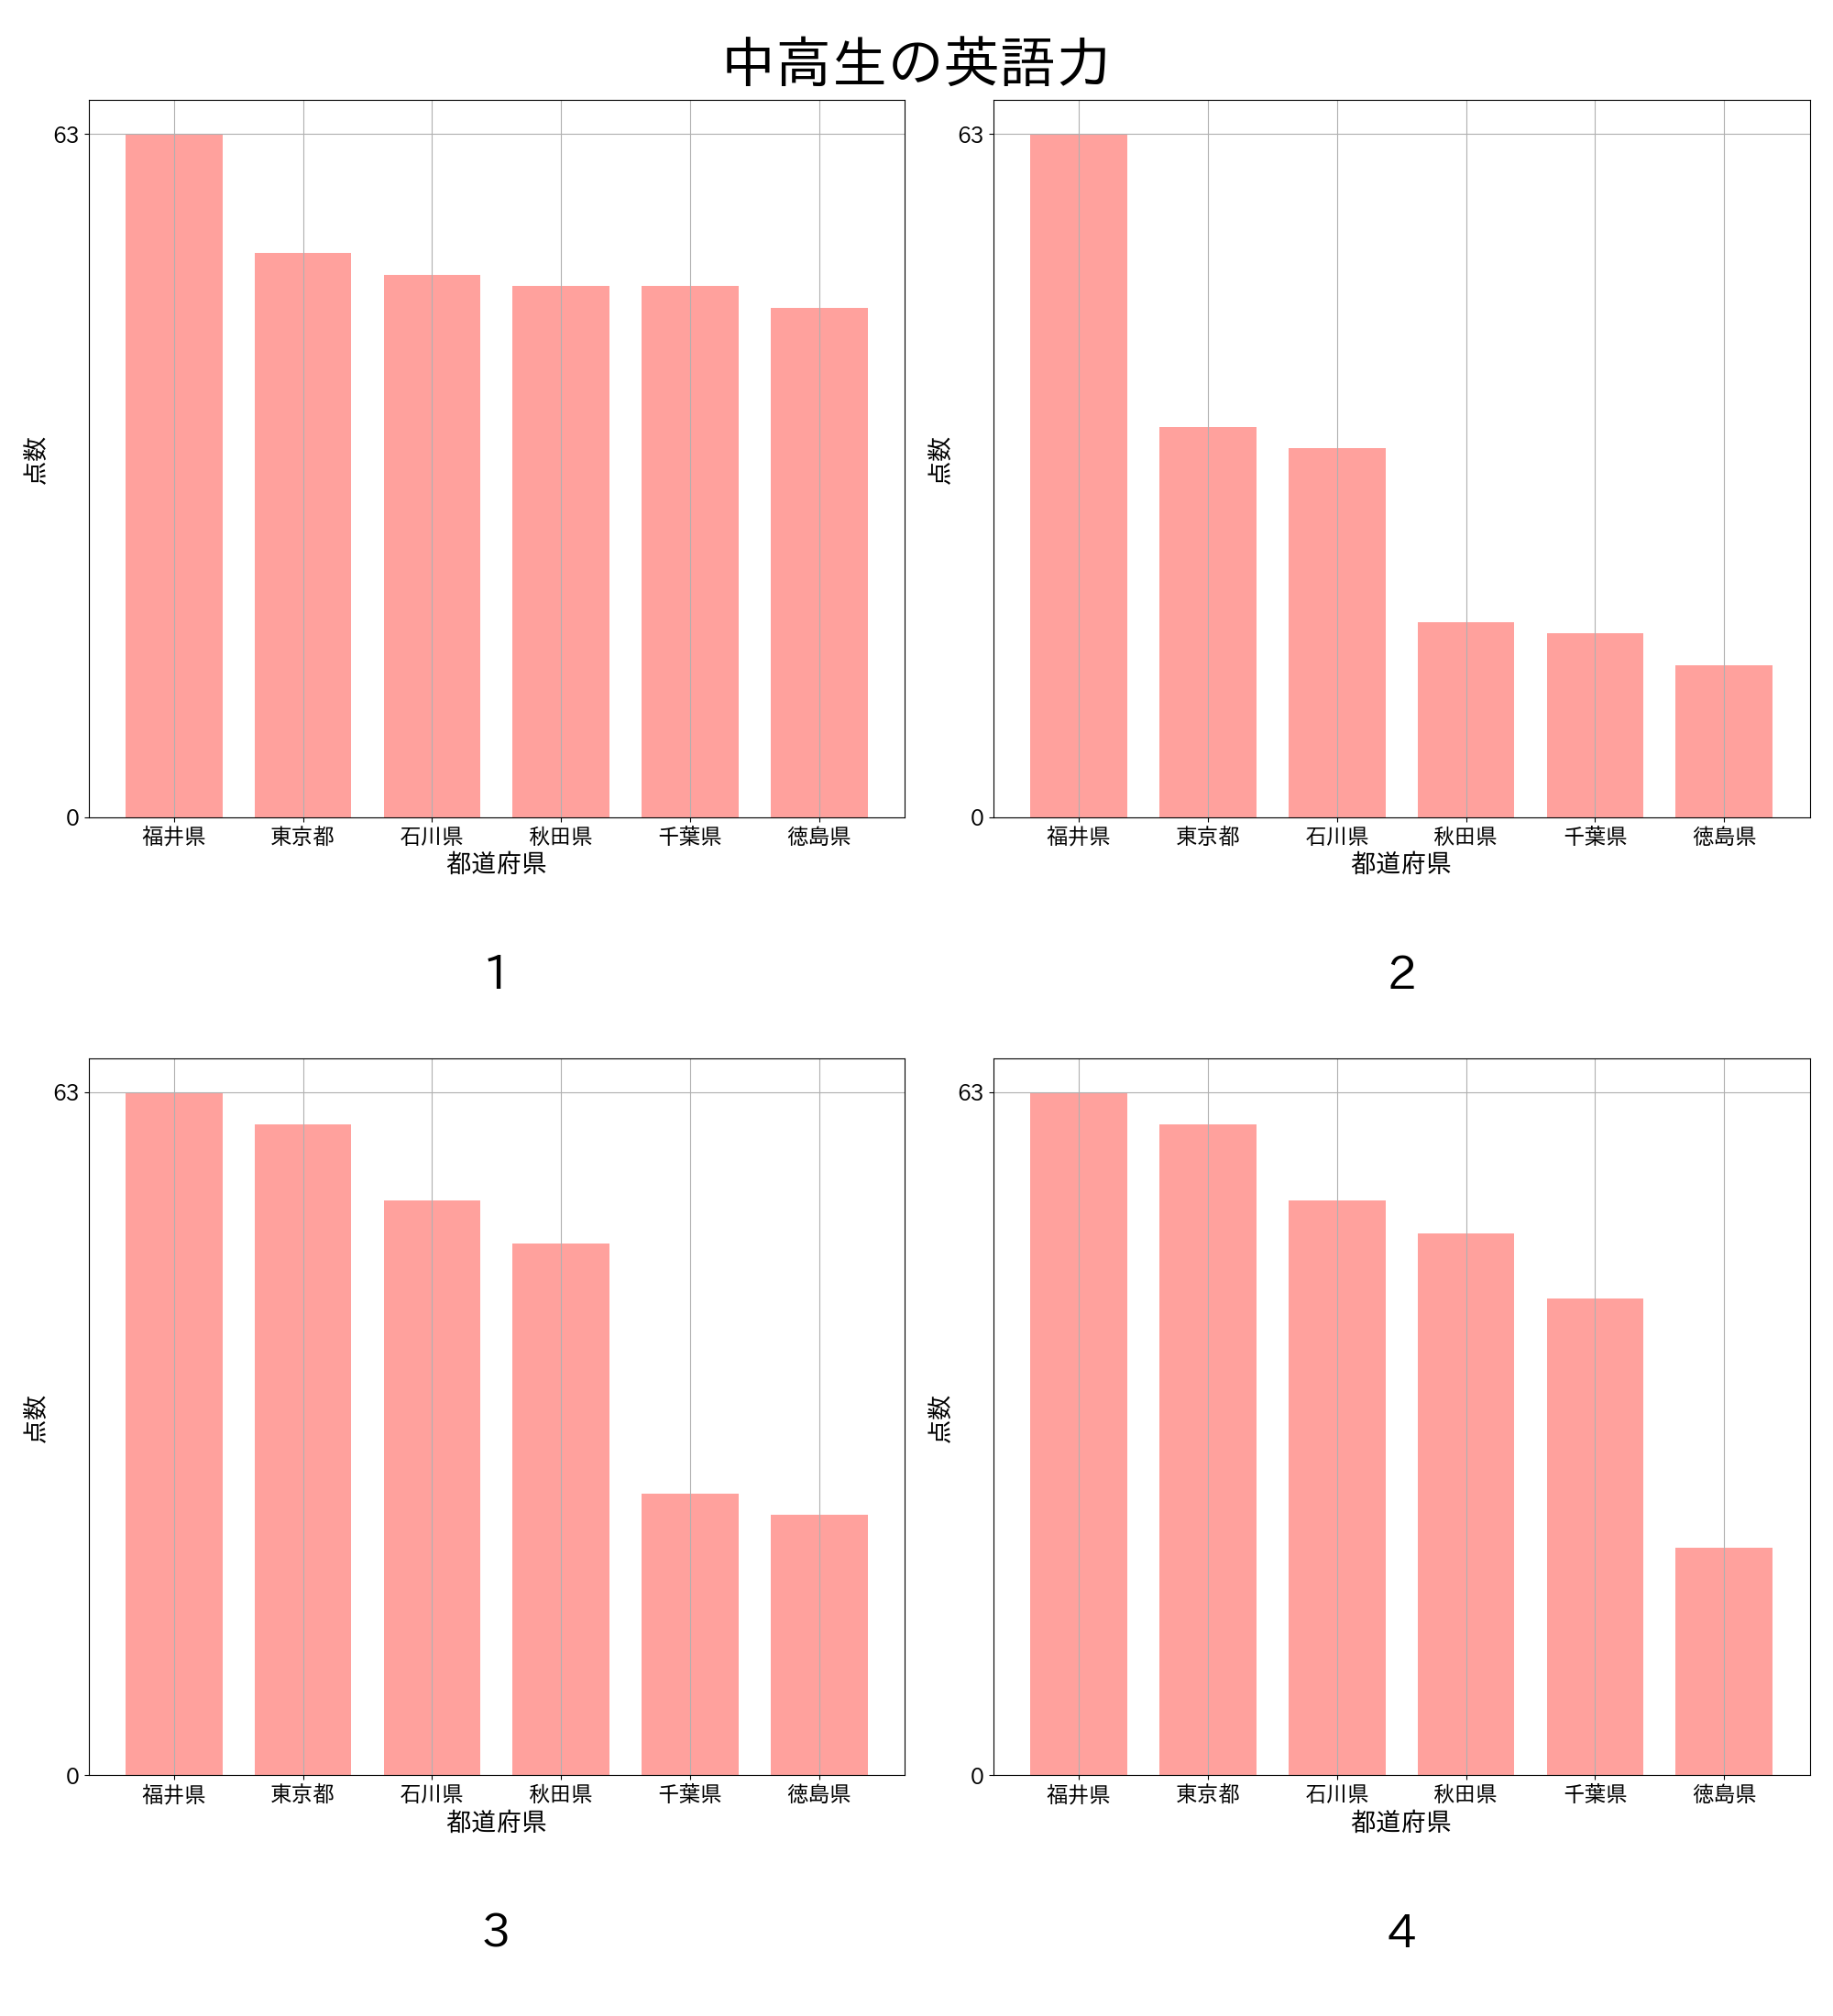 中高生の英語力
63
点数
0
福井県 東京都 石川県 秋田県 千葉県 徳島県
都道府県
1
63
点数
0
福井県 東京都 石川県 秋田県 千葉県 徳島県
都道府県
2
63
点数
0
福井県 東京都 石川県 秋田県 千葉県 徳島県
都道府県
3
63
点数
0
福井県 東京都 石川県 秋田県 千葉県 徳島県
都道府県
4